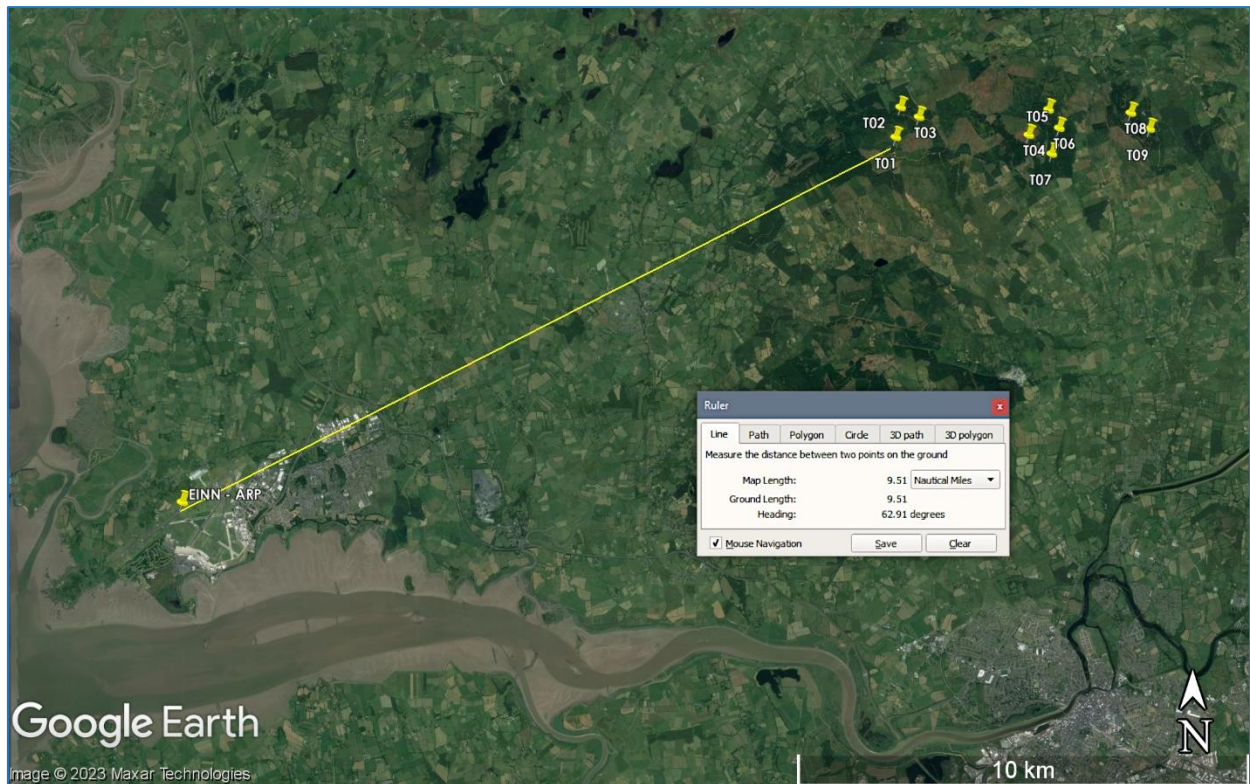 T02
T03
T01
T05
T04
T06
T07
T08
T09
EINN - ARP
Ruler
x
Line Path Polygon Circle 3D path 3D polygon
Measure the distance between two points on the ground
Map Length: 9.51 Nautical Miles
Ground Length: 9.51
Heading: 62.91 degrees
Mouse Navigation Save Clear
Google Earth
Image © 2023 Maxar Technologies
10 km
N